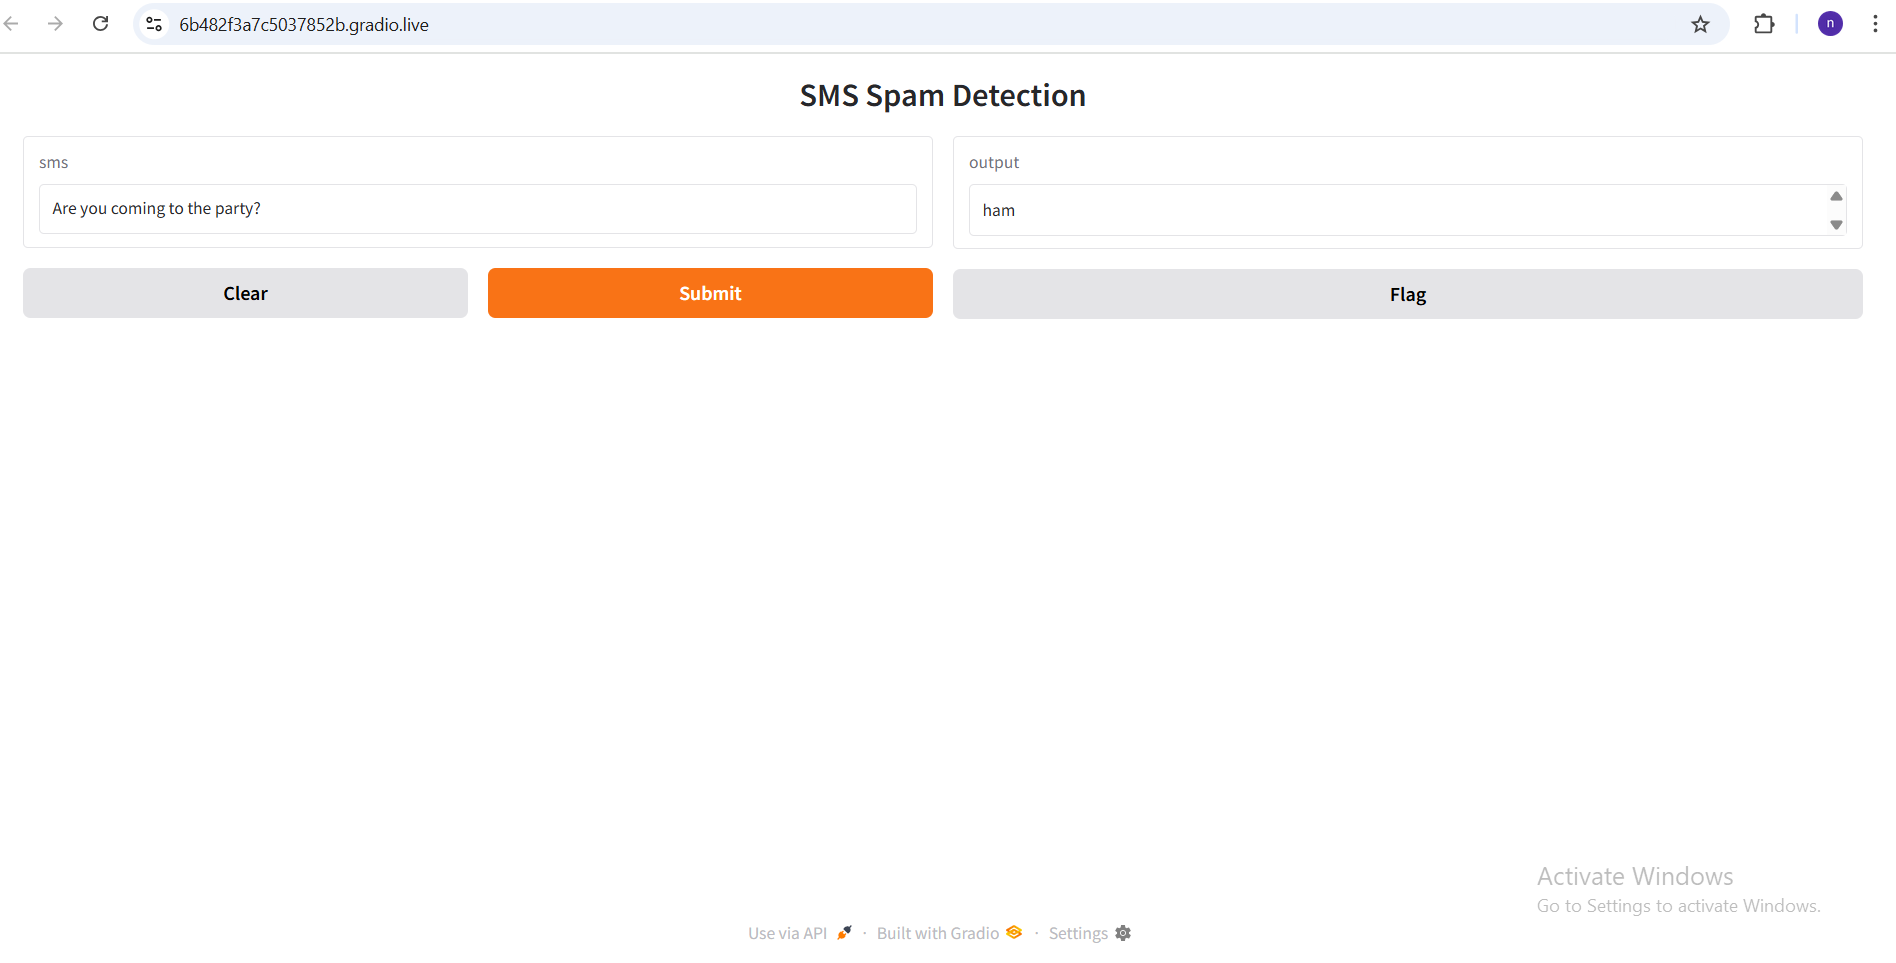 6b482f3a7c5037852b.gradio.live
n
SMS Spam Detection
sms
Are you coming to the party?
output
ham
Clear
Submit
Flag
Activate Windows
Go to Settings to activate Windows.
Use via API · Built with Gradio · Settings